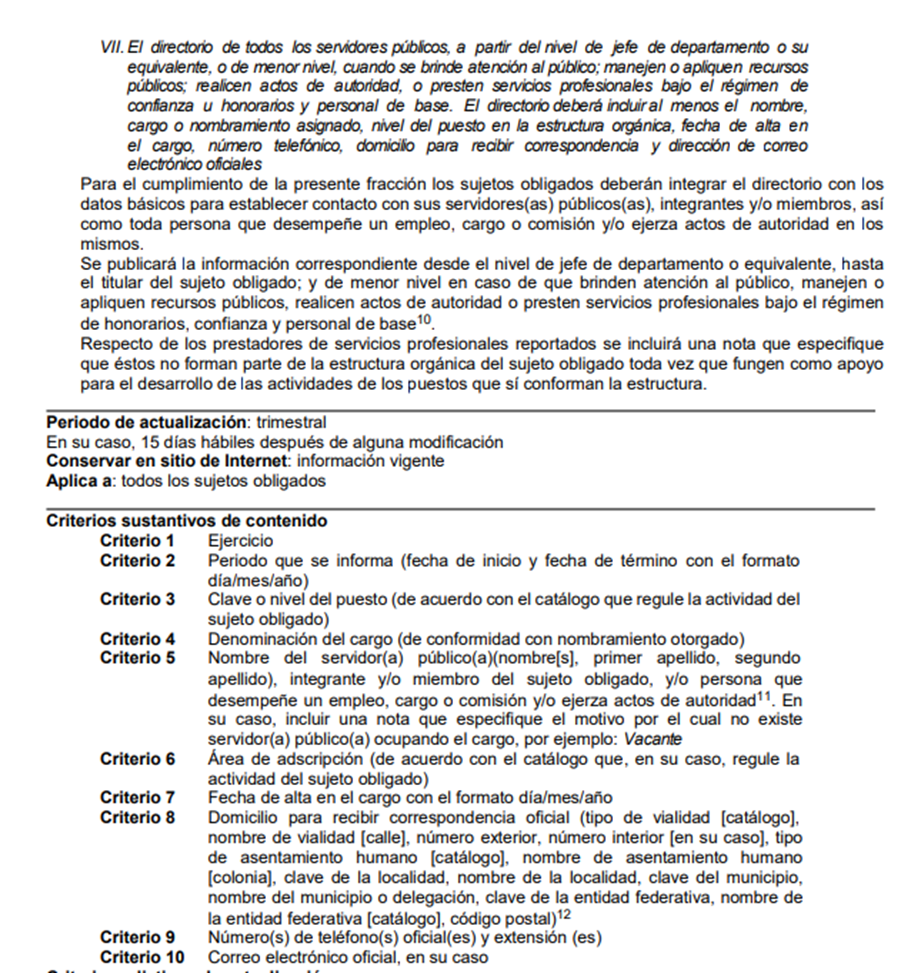 VII. El directorio de todos los servidores públicos, a partir del nivel de jefe de departamento o su
equivalente, o de menor nivel, cuando se brinde atención al público; manejen o apliquen recursos
públicos; realicen actos de autoridad, o presten servicios profesionales bajo el régimen de
confianza u honorarios y personal de base. El directorio deberá incluir al menos el nombre,
cargo o nombramiento asignado, nivel del puesto en la estructura orgánica, fecha de alta en
el cargo, número telefónico, domicilio para recibir correspondencia y dirección de correo
electrónico oficiales
Para el cumplimiento de la presente fracción los sujetos obligados deberán integrar el directorio con los
datos básicos para establecer contacto con sus servidores(as) públicos(as), integrantes y/o miembros, así
como toda persona que desempeñe un empleo, cargo o comisión y/o ejerza actos de autoridad en los
mismos.
Se publicará la información correspondiente desde el nivel de jefe de departamento o equivalente, hasta
el titular del sujeto obligado; y de menor nivel en caso de que brinden atención al público, manejen o
apliquen recursos públicos, realicen actos de autoridad o presten servicios profesionales bajo el régimen
de honorarios, confianza y personal de base10.
Respecto de los prestadores de servicios profesionales reportados se incluirá una nota que especifique
que éstos no forman parte de la estructura orgánica del sujeto obligado toda vez que fungen como apoyo
para el desarrollo de las actividades de los puestos que sí conforman la estructura.
Periodo de actualización: trimestral
En su caso, 15 días hábiles después de alguna modificación
Conservar en sitio de Internet: información vigente
Aplica a: todos los sujetos obligados
Criterios sustantivos de contenido
Criterio 1 Ejercicio
Criterio 2 Periodo que se informa (fecha de inicio y fecha de término con el formato
día/mes/año)
Criterio 3 Clave o nivel del puesto (de acuerdo con el catálogo que regule la actividad del
sujeto obligado)
Criterio 4 Denominación del cargo (de conformidad con nombramiento otorgado)
Criterio 5 Nombre del servidor(a) público(a)(nombre[s], primer apellido, segundo
apellido), integrante y/o miembro del sujeto obligado, y/o persona que
desempeñe un empleo, cargo o comisión y/o ejerza actos de autoridad11. En
su caso, incluir una nota que especifique el motivo por el cual no existe
servidor(a) público(a) ocupando el cargo, por ejemplo: Vacante
Criterio 6 Área de adscripción (de acuerdo con el catálogo que, en su caso, regule la
actividad del sujeto obligado)
Criterio 7 Fecha de alta en el cargo con el formato día/mes/año
Criterio 8 Domicilio para recibir correspondencia oficial (tipo de vialidad [catálogo],
nombre de vialidad [calle], número exterior, número interior [en su caso], tipo
de asentamiento humano [catálogo], nombre de asentamiento humano
[colonia], clave de la localidad, nombre de la localidad, clave del municipio,
nombre del municipio o delegación, clave de la entidad federativa, nombre de
la entidad federativa [catálogo], código postal)12
Criterio 9 Número(s) de teléfono(s) oficial(es) y extensión (es)
Criterio 10 Correo electrónico oficial, en su caso